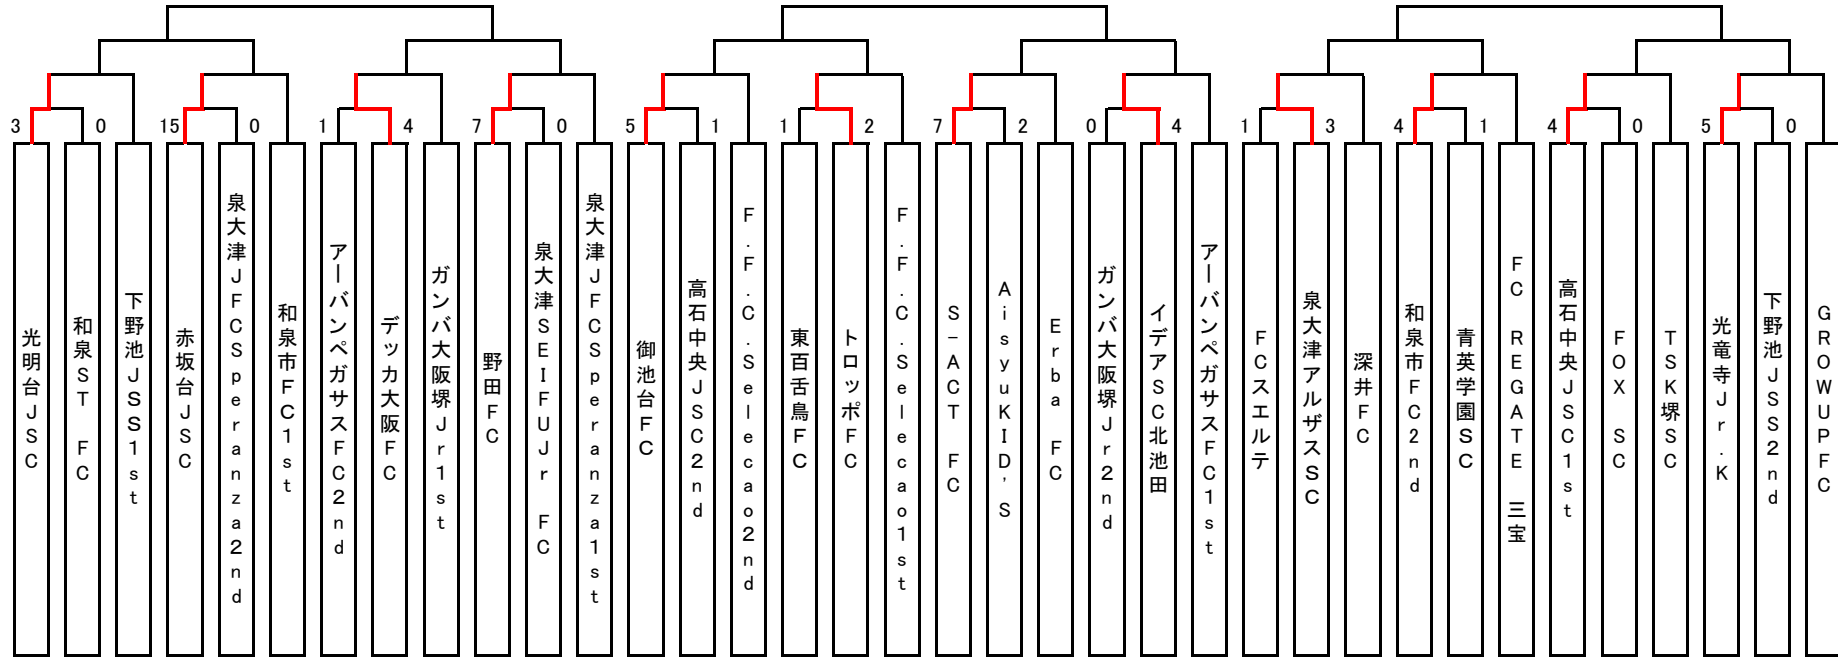 3 0 15 0 1 4 7 0 5 1 1 2 7 2 0 4 1 3 4 1 4 0 5 0
光明台JSC
和泉ST FC
下野池JSS1st
赤坂台JSC
泉大津JFCSperanza2nd
和泉市FC1st
アーバンペガサスFC2nd
デッカ大阪FC
ガンバ大阪堺Jr1st
野田FC
泉大津SEIFUJr FC
泉大津JFCSperanza1st
御池台FC
高石中央JSC2nd
F.F.C.Selecao2nd
東百舌鳥FC
トロッポFC
F.F.C.Selecao1st
S-ACT FC
AisyuKID'S
Erba FC
ガンバ大阪堺Jr2nd
イデアSC北池田
アーバンペガサスFC1st
FCスエルテ
泉大津アルザスSC
深井FC
和泉市FC2nd
青英学園SC
FC REGATE 三宝
高石中央JSC1st
FOX SC
TSK堺SC
光竜寺Jr.K
下野池JSS2nd
GROWUPFC